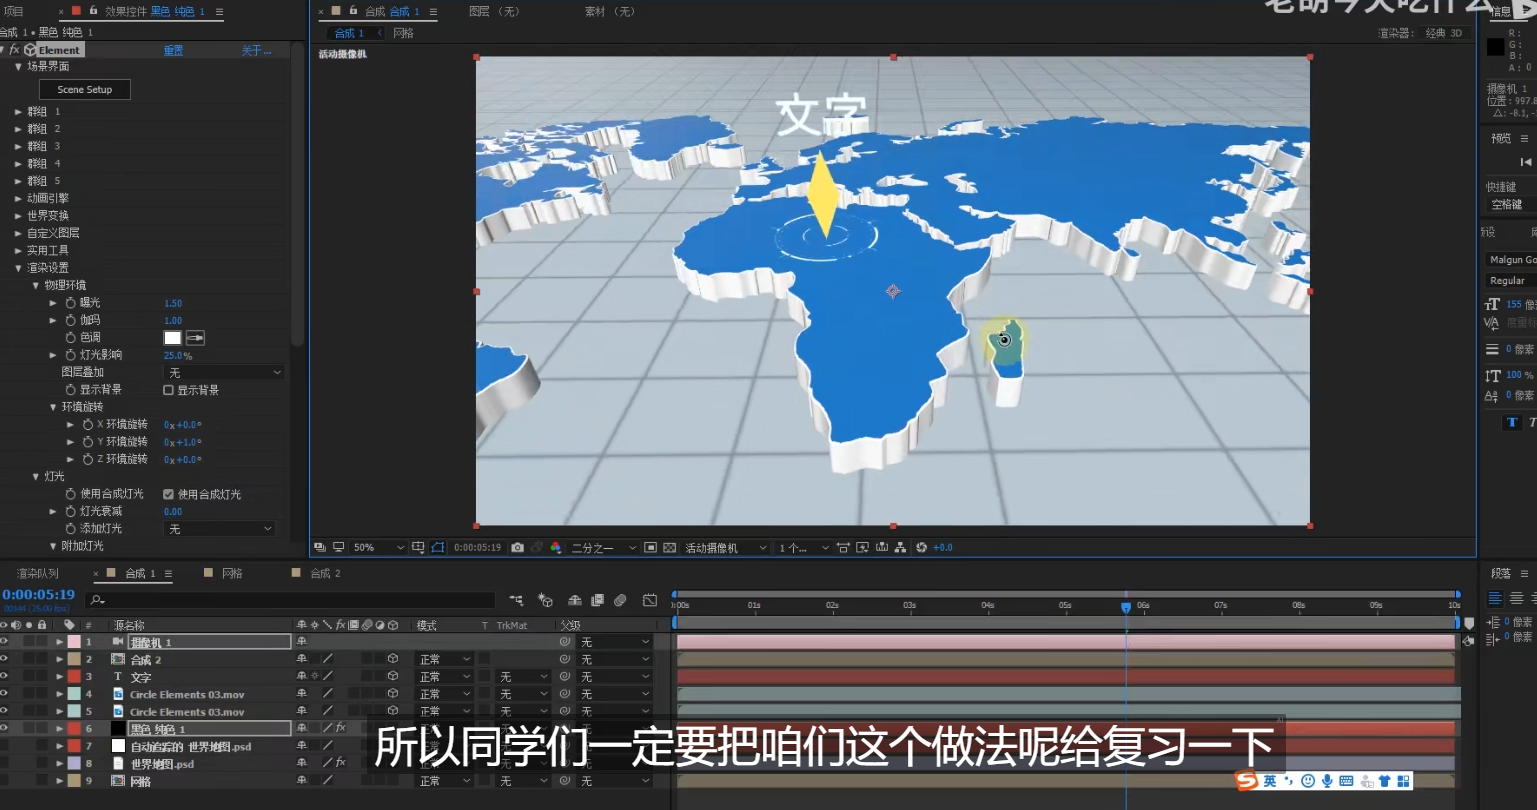 老胡今天吃什么
项目
× 效果控件 黑色 纯色 1 ≡
合成 1 • 黑色 纯色 1
fx Element 重置 关于...
场景界面
Scene Setup
群组 1
群组 2
群组 3
群组 4
群组 5
动画引擎
世界变换
自定义图层
实用工具
渲染设置
物理环境
曝光 1.50
伽玛 1.00
色调
灯光影响 25.0%
图层叠加 无
显示背景 显示背景
环境旋转
X 环境旋转 0x+0.0°
Y 环境旋转 0x+1.0°
Z 环境旋转 0x+0.0°
灯光
使用合成灯光 使用合成灯光
灯光衰减 0.00
添加灯光 无
附加灯光
× 合成 合成 1 ≡ 图层 (无) 素材 (无)
合成 1 网格 渲染器: 经典 3D
活动摄像机
文字
50% 0:00:05:19 二分之一 活动摄像机 1 个... +0.0
信息
R :
G :
B :
A : 0
摄像机 1
位置: 997.8
△: -8.1, -
预览 ≡
快捷键
空格键
Malgun Go
Regular
155 像
度量标
0 像素
100 %
0 像素
T T
段落 ≡
0 像素
0 像素
渲染队列 × 合成 1 ≡ 网格 合成 2
0:00:05:19
00144 (25.00 fps)
:00s 01s 02s 03s 04s 05s 06s 07s 08s 09s 10s
# 源名称 fx 模式 T TrkMat 父级
1 摄像机 1 无
2 合成 2 正常 无
3 T 文字 正常 无 无
4 Circle Elements 03.mov 正常 无 无
5 Circle Elements 03.mov 正常 无 无
6 黑色 纯色 1 fx
7 自动追踪的 世界地图.psd
8 世界地图.psd fx
9 网格 正常 无 无
所以同学们一定要把咱们这个做法呢给复习一下
英